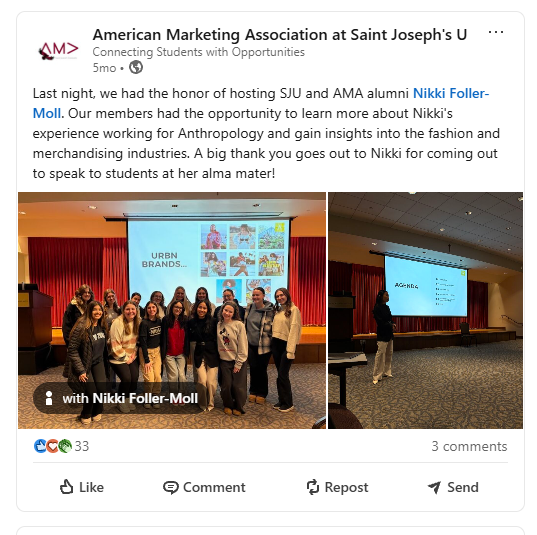 AMA
American Marketing Association at Saint Joseph's U
Connecting Students with Opportunities
5mo •
Last night, we had the honor of hosting SJU and AMA alumni Nikki Foller-
Moll. Our members had the opportunity to learn more about Nikki's
experience working for Anthropology and gain insights into the fashion and
merchandising industries. A big thank you goes out to Nikki for coming out
to speak to students at her alma mater!
URBN
BRANDS...
AGENDA
with Nikki Foller-Moll
33
3 comments
Like
Comment
Repost
Send